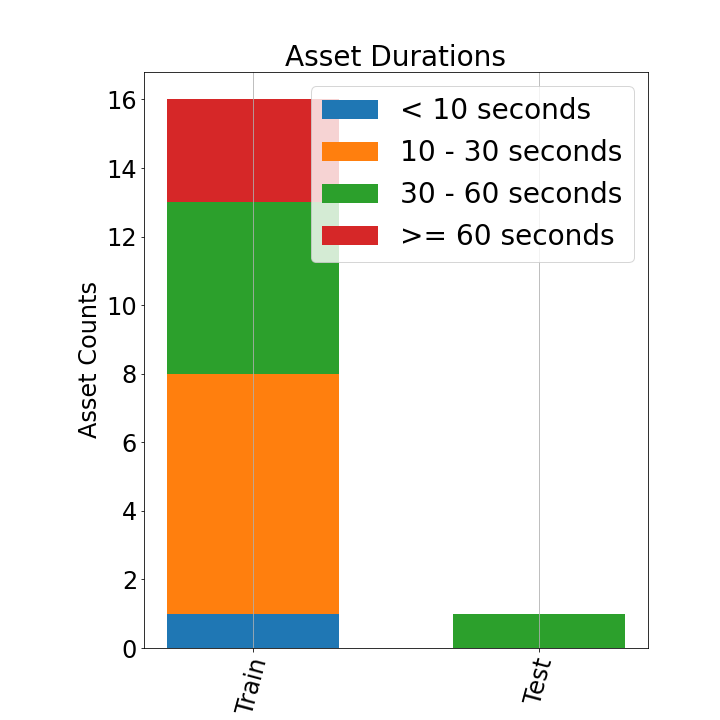 Asset Durations
16
14
12
10
8
6
4
2
0
Asset Counts
< 10 seconds
10 - 30 seconds
30 - 60 seconds
>= 60 seconds
Train
Test